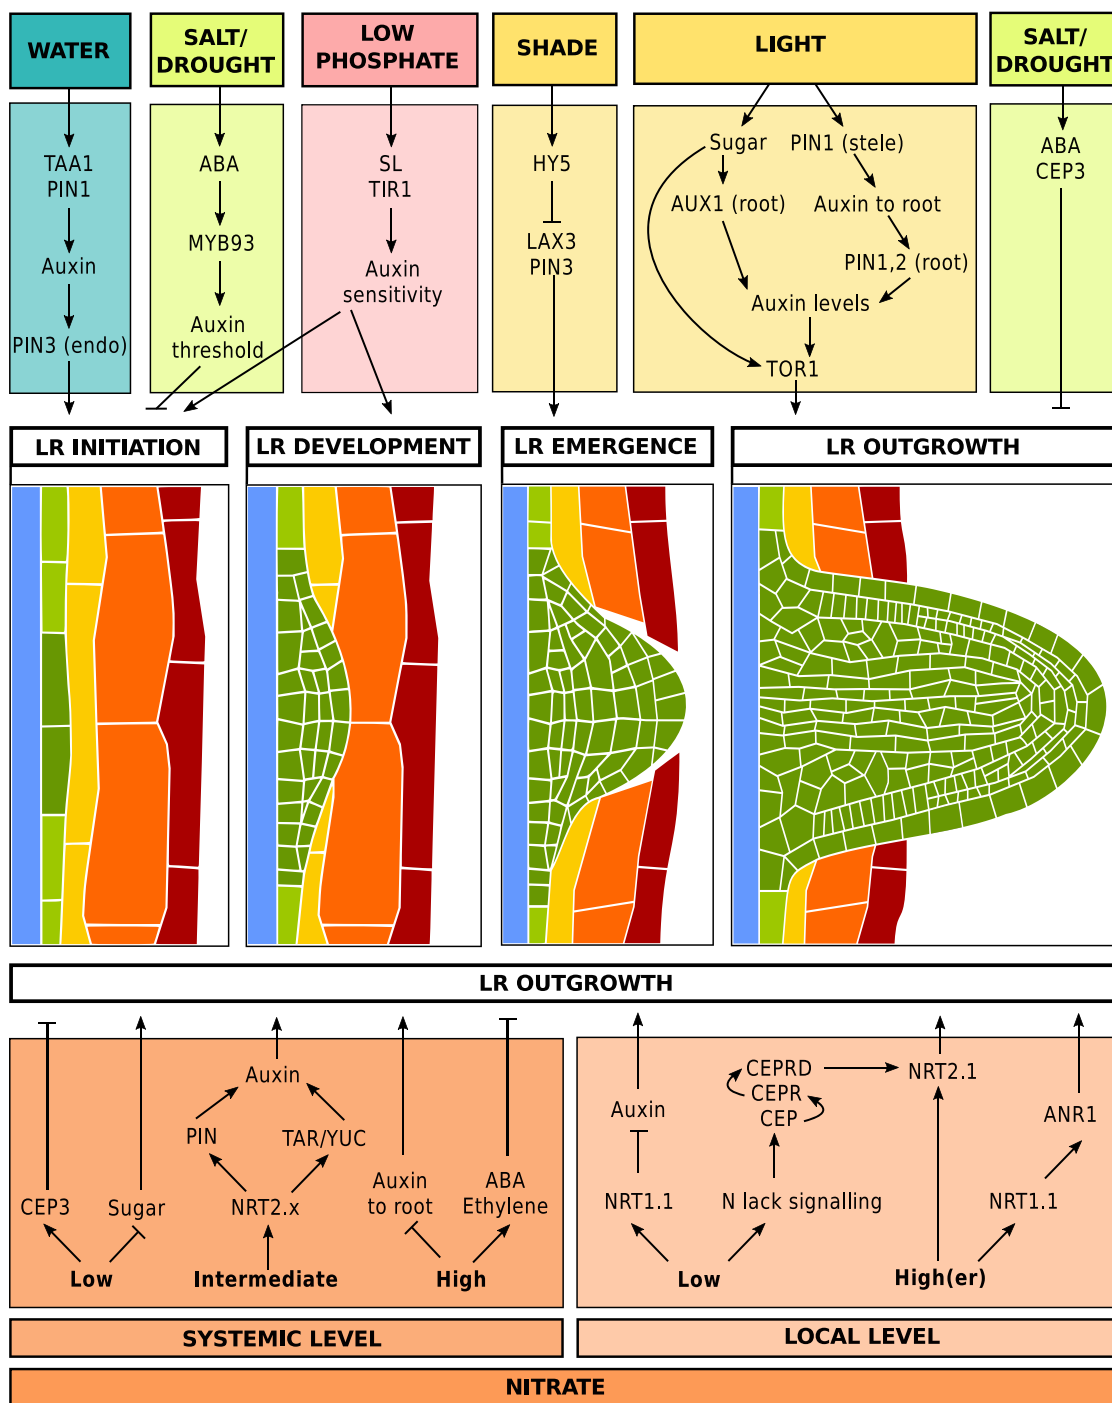 WATER
SALT/
DROUGHT
LOW
PHOSPHATE
SHADE
LIGHT
SALT/
DROUGHT
TAA1
PIN1
Auxin
PIN3 (endo)
ABA
MYB93
Auxin
threshold
SL
TIR1
Auxin
sensitivity
HY5
LAX3
PIN3
Sugar
PIN1 (stele)
AUX1 (root)
Auxin to root
PIN1,2 (root)
Auxin levels
TOR1
ABA
CEP3
LR INITIATION
LR DEVELOPMENT
LR EMERGENCE
LR OUTGROWTH
LR OUTGROWTH
Auxin
PIN
TAR/YUC
CEP3
Sugar
NRT2.x
Auxin
to root
ABA
Ethylene
Low
Intermediate
High
CEPRD
CEPR
CEP
NRT2.1
Auxin
ANR1
NRT1.1
N lack signalling
NRT1.1
Low
High(er)
SYSTEMIC LEVEL
LOCAL LEVEL
NITRATE